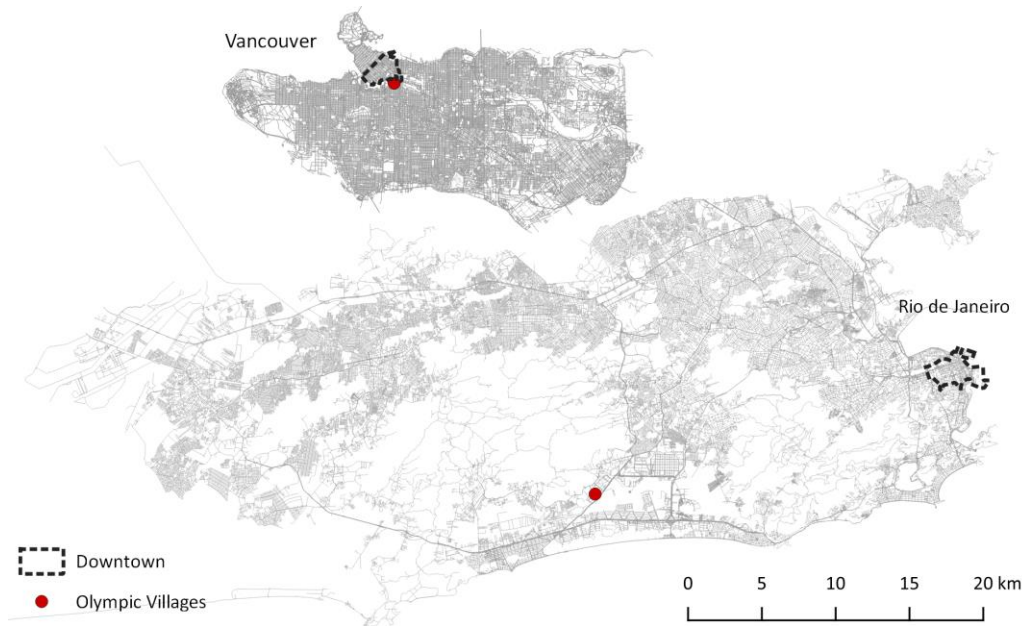 Vancouver
Rio de Janeiro
Downtown
Olympic Villages
0 5 10 15 20 km